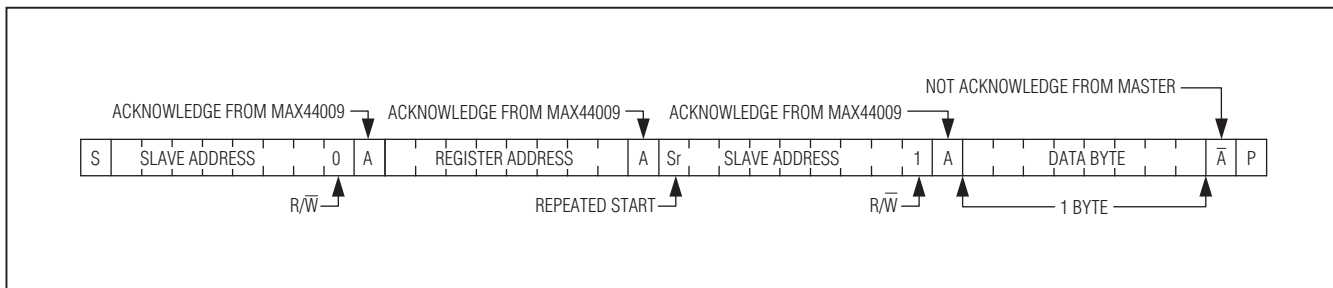 NOT ACKNOWLEDGE FROM MASTER
ACKNOWLEDGE FROM MAX44009 ACKNOWLEDGE FROM MAX44009 ACKNOWLEDGE FROM MAX44009
S SLAVE ADDRESS 0 A REGISTER ADDRESS A Sr SLAVE ADDRESS 1 A DATA BYTE A̅ P
R/W̅ REPEATED START R/W̅ 1 BYTE